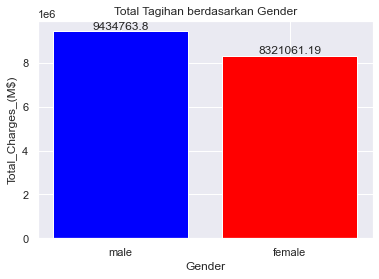 Total Tagihan berdasarkan Gender
1e6
9434763.8
8321061.19
8
6
4
2
0
Total_Charges_(M$)
male
female
Gender